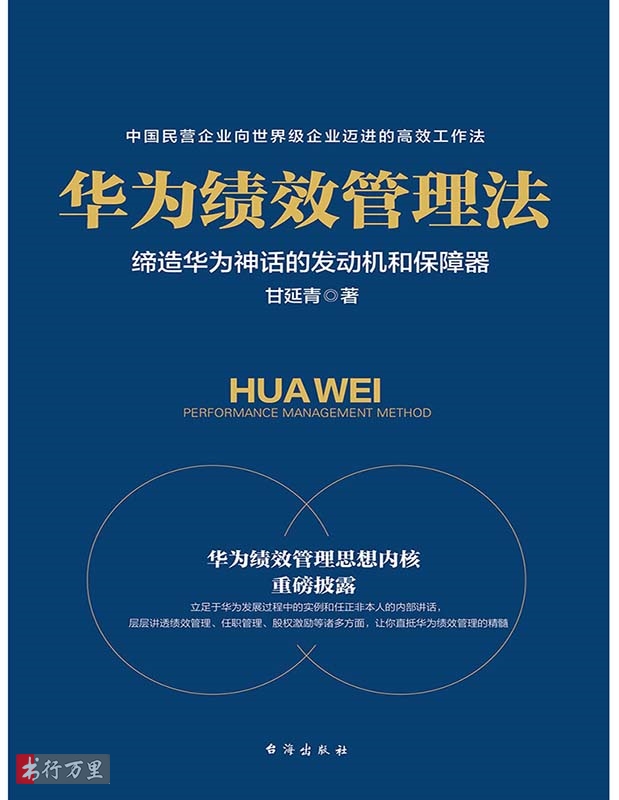 中国民营企业向世界级企业迈进的高效工作法
华为绩效管理法
缔造华为神话的发动机和保障器
甘延青◎著
HUA WEI
PERFORMANCE MANAGEMENT METHOD
华为绩效管理思想内核
重磅披露
立足于华为发展过程中的实例和任正非本人的内部讲话，
层层讲透绩效管理、任职管理、股权激励等诸多方面，让你直抵华为绩效管理的精髓
台海出版社
书行万里